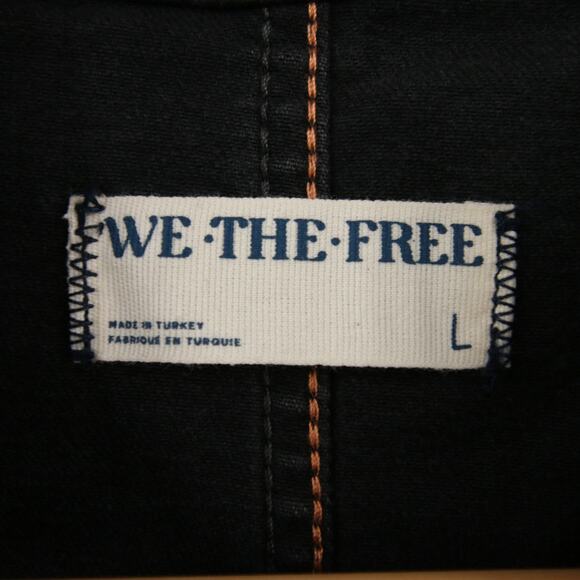 WE·THE·FREE
MADE IN TURKEY
FABRIQUÉ EN TURQUIE
L